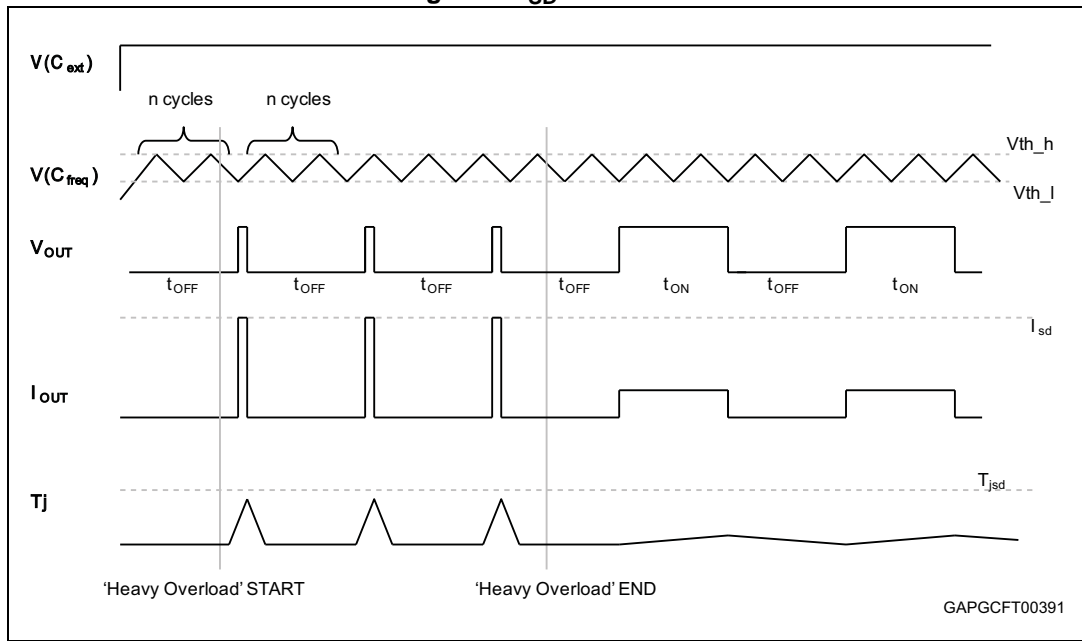 V(Cext)
n cycles n cycles
Vth_h
V(Cfreq)
Vth_l
VOUT
tOFF tOFF tOFF tOFF tON tOFF tON
Isd
IOUT
Tjsd
Tj
'Heavy Overload' START 'Heavy Overload' END
GAPGCFT00391